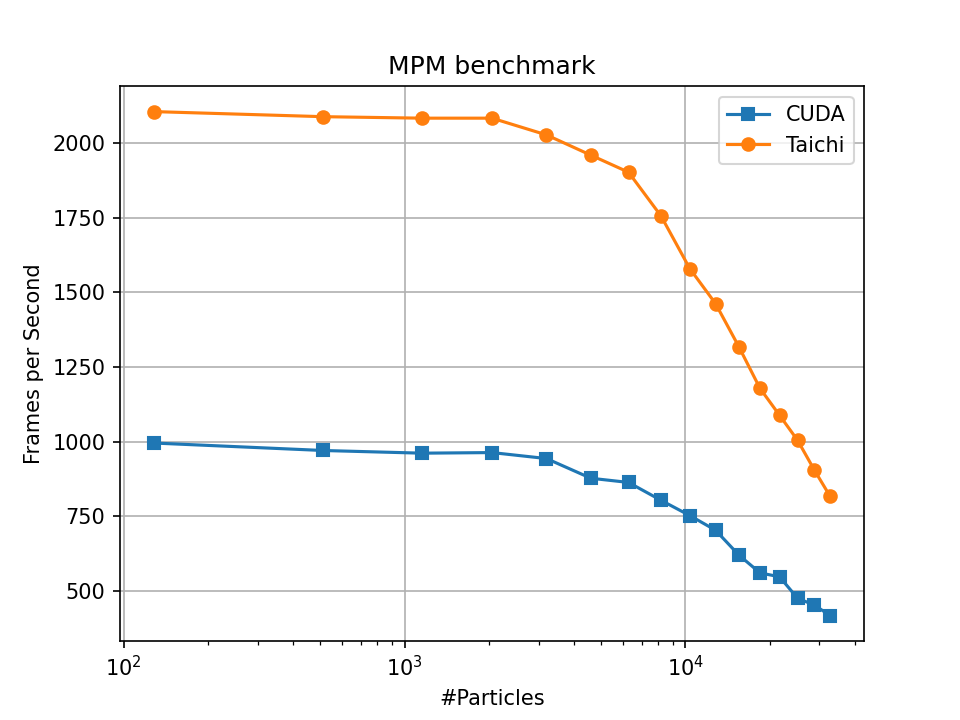 MPM benchmark
CUDA
Taichi
2000
1750
1500
1250
1000
750
500
Frames per Second
10²
10³
10⁴
#Particles